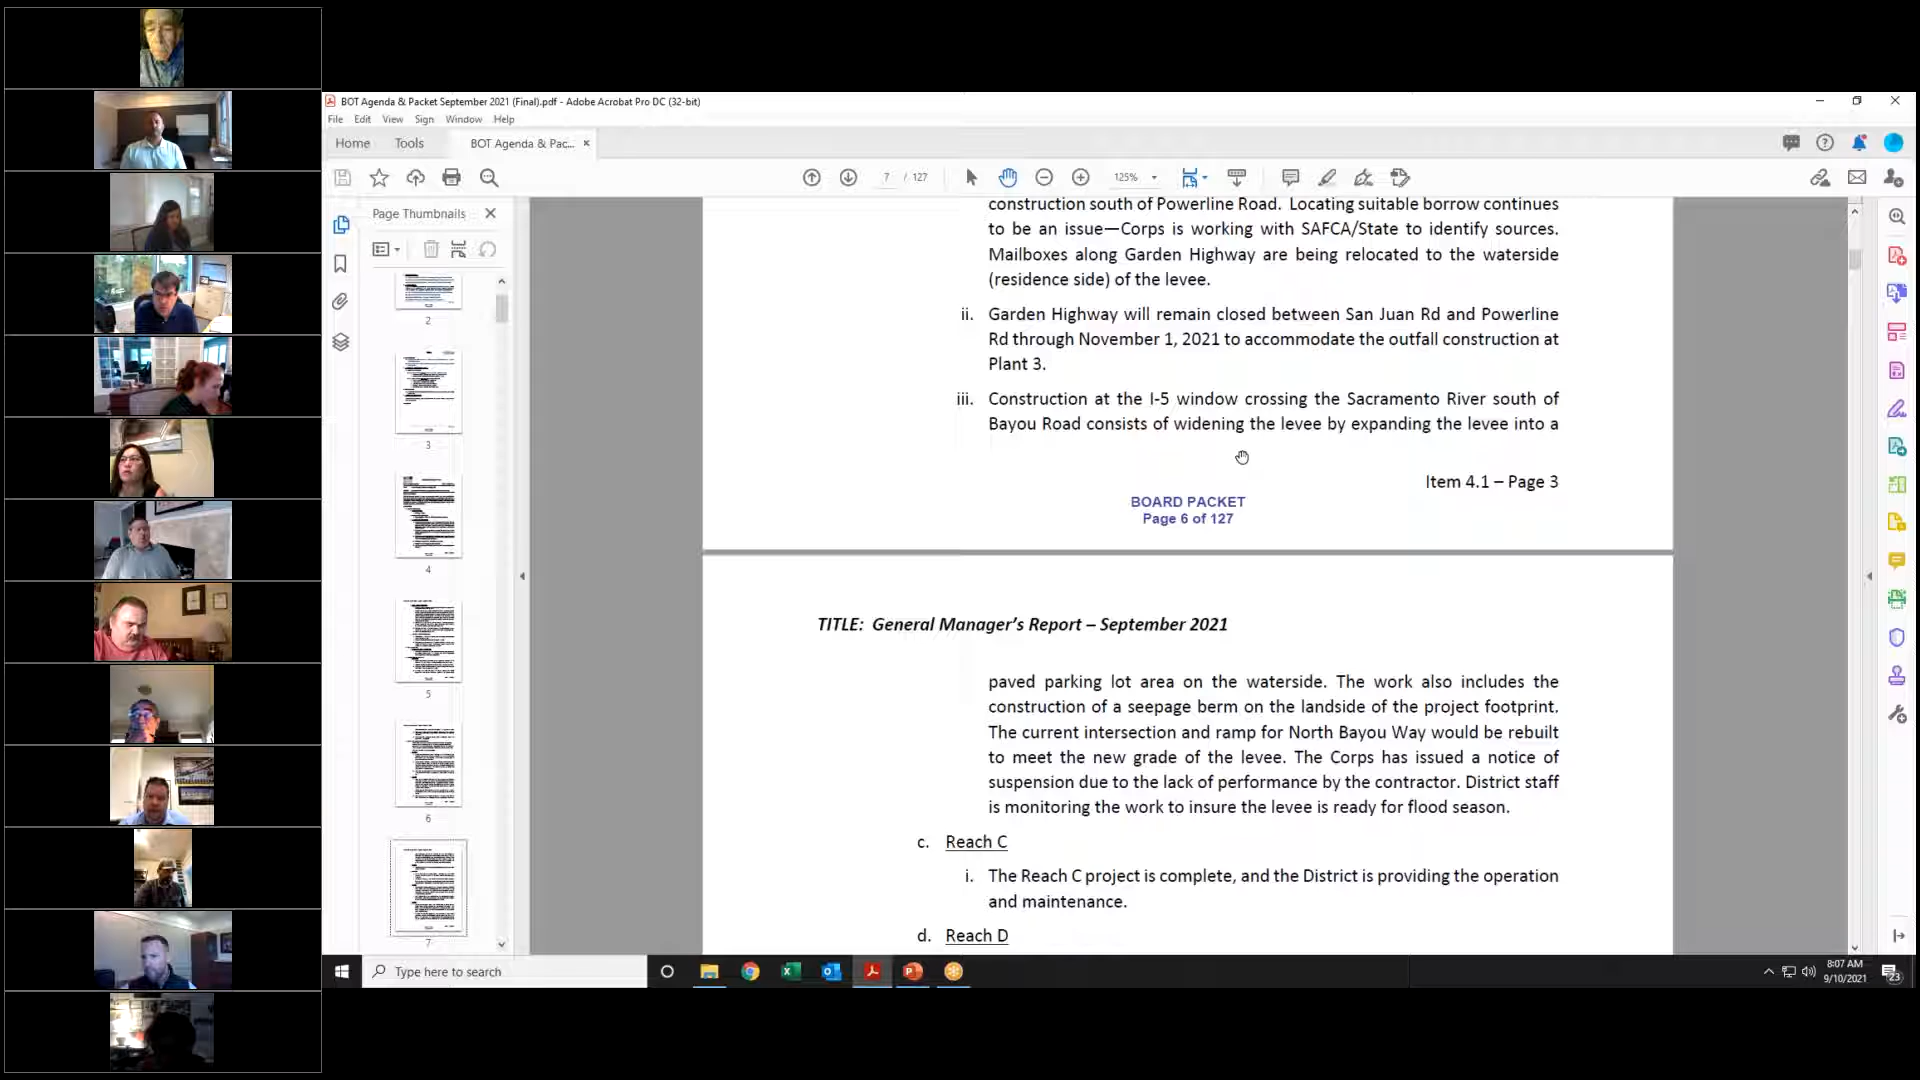 BOT Agenda & Packet September 2021 (Final).pdf - Adobe Acrobat Pro DC (32-bit)
File Edit View Sign Window Help
Home Tools BOT Agenda & Pac... ×
7 / 127 125%
Page Thumbnails
2
3
4
5
6
7
construction south of Powerline Road. Locating suitable borrow continues
to be an issue—Corps is working with SAFCA/State to identify sources.
Mailboxes along Garden Highway are being relocated to the waterside
(residence side) of the levee.
ii. Garden Highway will remain closed between San Juan Rd and Powerline
Rd through November 1, 2021 to accommodate the outfall construction at
Plant 3.
iii. Construction at the I-5 window crossing the Sacramento River south of
Bayou Road consists of widening the levee by expanding the levee into a
Item 4.1 – Page 3
BOARD PACKET
Page 6 of 127
TITLE: General Manager's Report – September 2021
paved parking lot area on the waterside. The work also includes the
construction of a seepage berm on the landside of the project footprint.
The current intersection and ramp for North Bayou Way would be rebuilt
to meet the new grade of the levee. The Corps has issued a notice of
suspension due to the lack of performance by the contractor. District staff
is monitoring the work to insure the levee is ready for flood season.
c. Reach C
i. The Reach C project is complete, and the District is providing the operation
and maintenance.
d. Reach D
Type here to search
8:07 AM
9/10/2021
23